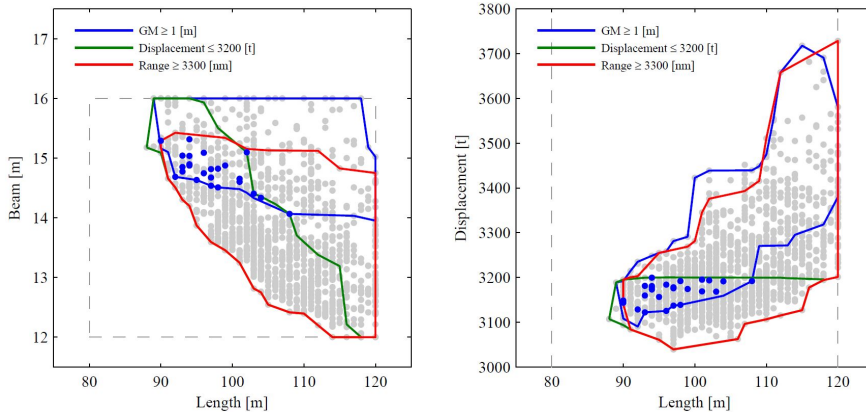 17
16
15
14
13
12
Beam [m]
80
90
100
110
120
Length [m]
GM ≥ 1 [m]
Displacement ≤ 3200 [t]
Range ≥ 3300 [nm]
3800
3700
3600
3500
3400
3300
3200
3100
3000
Displacement [t]
80
90
100
110
120
Length [m]
GM ≥ 1 [m]
Displacement ≤ 3200 [t]
Range ≥ 3300 [nm]